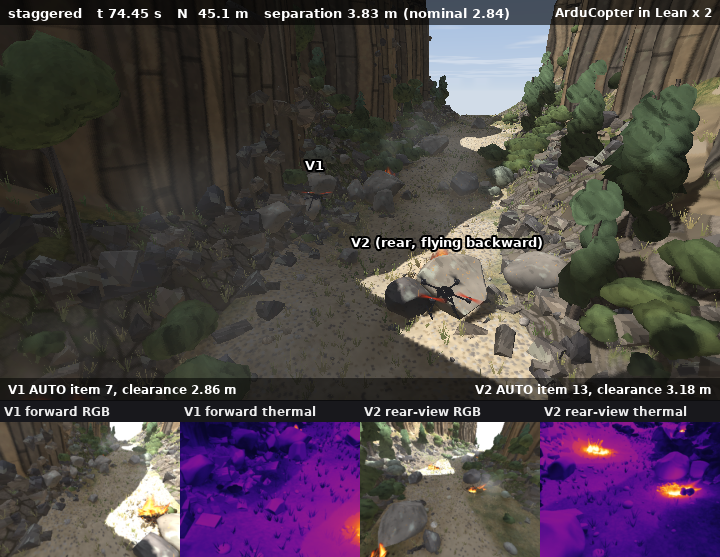 staggered t 74.45 s N 45.1 m separation 3.83 m (nominal 2.84)
ArduCopter in Lean x 2
V1
V2 (rear, flying backward)
V1 AUTO item 7, clearance 2.86 m
V2 AUTO item 13, clearance 3.18 m
V1 forward RGB
V1 forward thermal
V2 rear-view RGB
V2 rear-view thermal